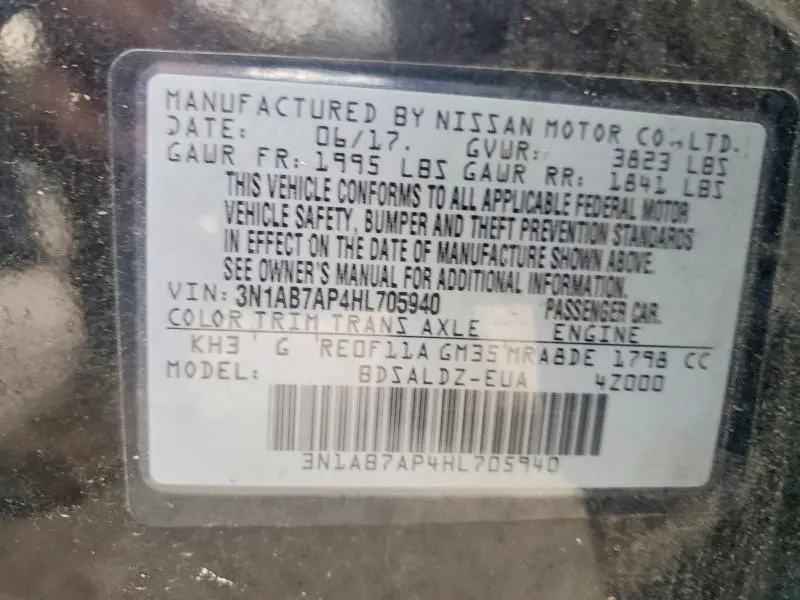 MANUFACTURED BY NISSAN MOTOR CO.,LTD.
DATE: 06/17. GVWR: 3823 LBS
GAWR FR: 1995 LBS GAWR RR: 1841 LBS
THIS VEHICLE CONFORMS TO ALL APPLICABLE FEDERAL MOTOR
VEHICLE SAFETY, BUMPER AND THEFT PREVENTION STANDARDS
IN EFFECT ON THE DATE OF MANUFACTURE SHOWN ABOVE.
SEE OWNER'S MANUAL FOR ADDITIONAL INFORMATION.
VIN: 3N1AB7AP4HL705940 PASSENGER CAR.
COLOR TRIM TRANS AXLE ENGINE
KH3 G RE0F11A GM35 MRA8DE 1798 CC
MODEL: BDSALDZ-EUA 4Z000
3N1AB7AP4HL705940